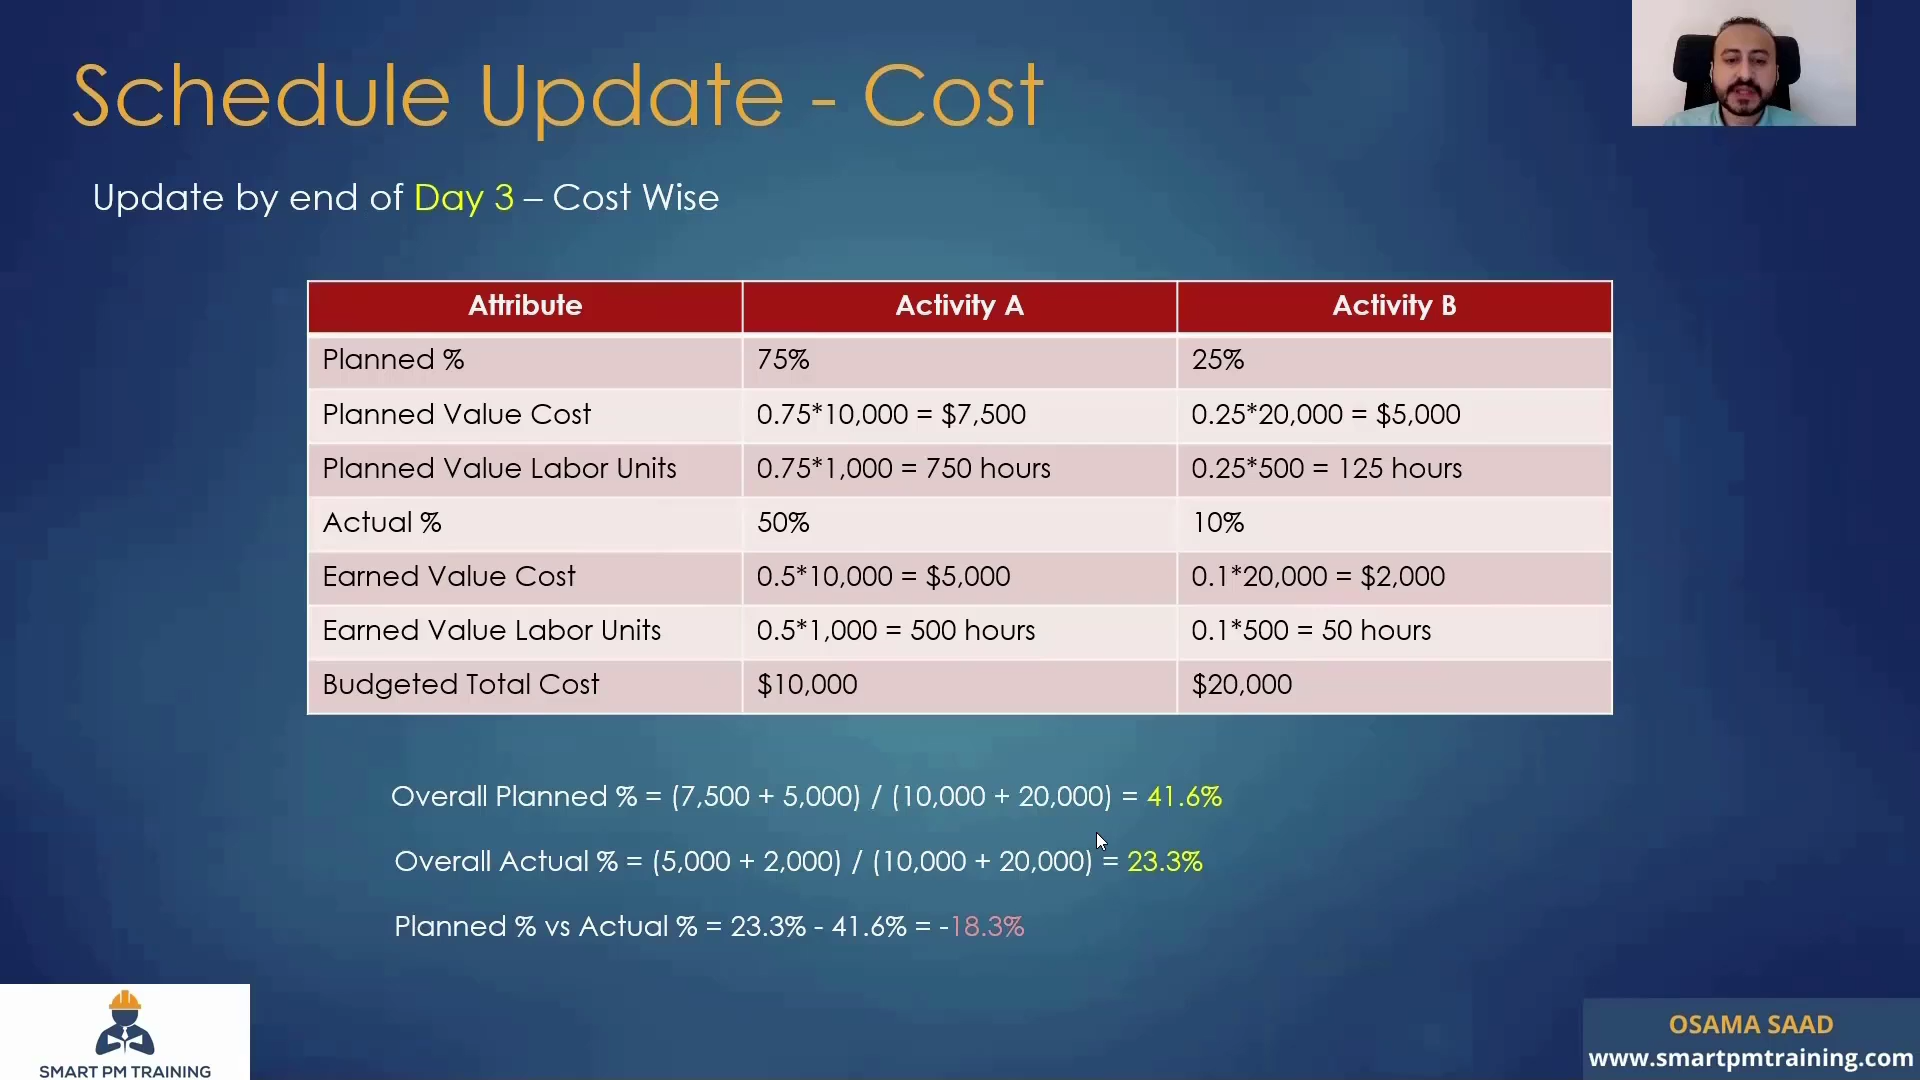 Schedule Update - Cost
Update by end of Day 3 – Cost Wise
Attribute Activity A Activity B
Planned % 75% 25%
Planned Value Cost 0.75*10,000 = $7,500 0.25*20,000 = $5,000
Planned Value Labor Units 0.75*1,000 = 750 hours 0.25*500 = 125 hours
Actual % 50% 10%
Earned Value Cost 0.5*10,000 = $5,000 0.1*20,000 = $2,000
Earned Value Labor Units 0.5*1,000 = 500 hours 0.1*500 = 50 hours
Budgeted Total Cost $10,000 $20,000
Overall Planned % = (7,500 + 5,000) / (10,000 + 20,000) = 41.6%
Overall Actual % = (5,000 + 2,000) / (10,000 + 20,000) = 23.3%
Planned % vs Actual % = 23.3% - 41.6% = -18.3%
SMART PM TRAINING
OSAMA SAAD
www.smartpmtraining.com